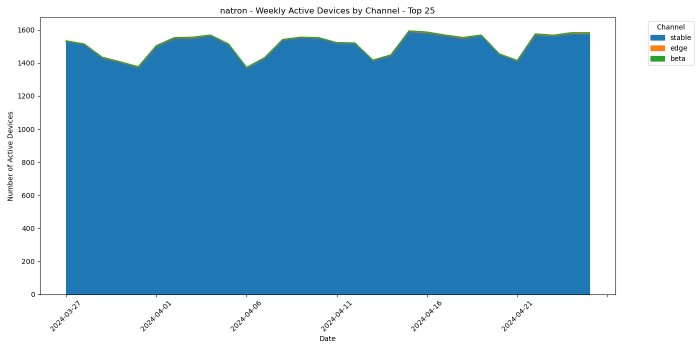 natron - Weekly Active Devices by Channel - Top 25
Channel
stable
edge
beta
Number of Active Devices
1600
1400
1200
1000
800
600
400
200
0
2024-03-27
2024-04-01
2024-04-06
2024-04-11
2024-04-16
2024-04-21
Date